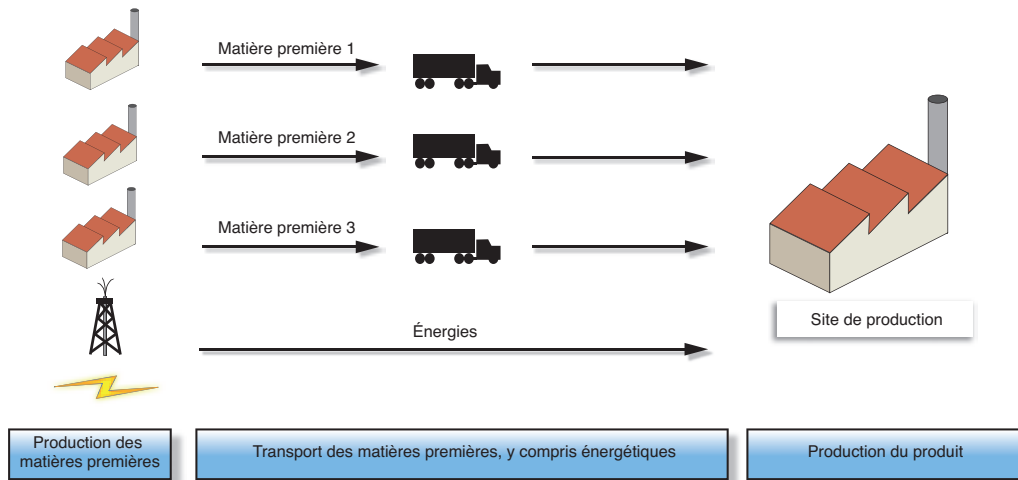 Matière première 1
Matière première 2
Matière première 3
Énergies
Site de production
Production des
matières premières
Transport des matières premières, y compris énergétiques
Production du produit